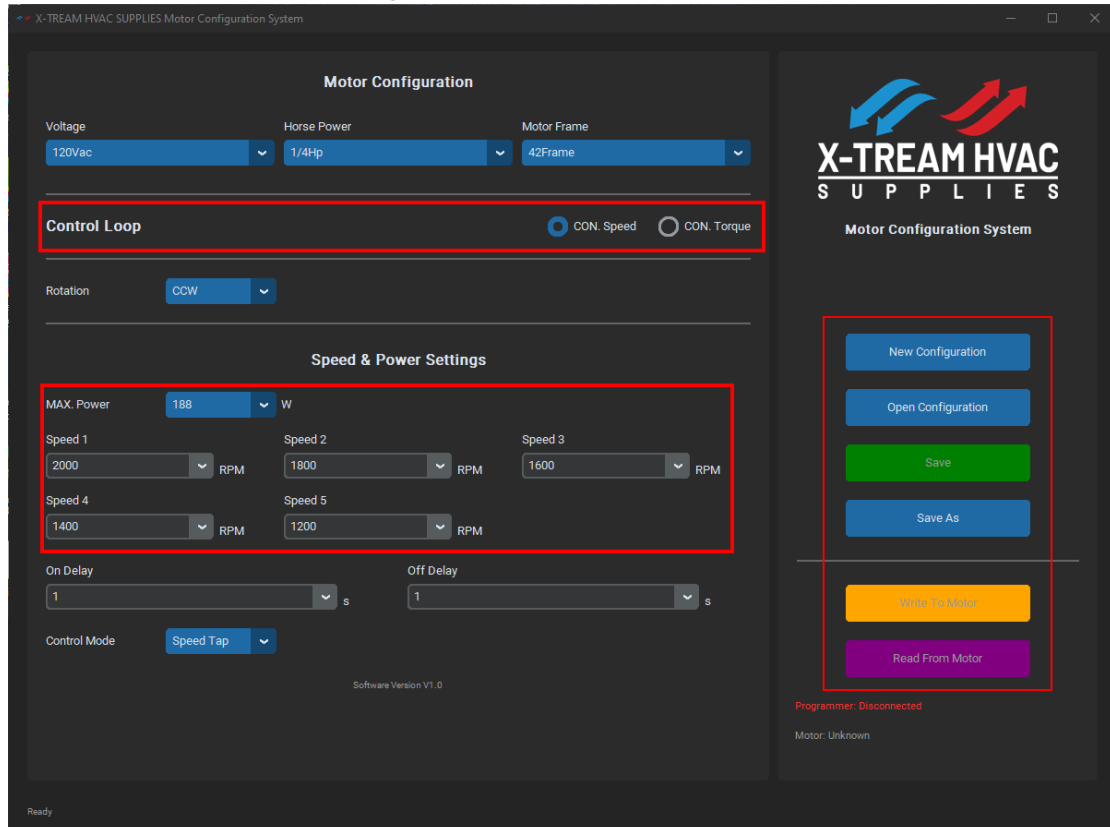 X-TREAM HVAC SUPPLIES Motor Configuration System
Motor Configuration
Voltage Horse Power Motor Frame
120Vac 1/4Hp 42Frame
Control Loop CON. Speed CON. Torque
Rotation CCW
Speed & Power Settings
MAX. Power 188 W
Speed 1 Speed 2 Speed 3
2000 RPM 1800 RPM 1600 RPM
Speed 4 Speed 5
1400 RPM 1200 RPM
On Delay Off Delay
1 s 1 s
Control Mode Speed Tap
Software Version V1.0
X-TREAM HVAC
SUPPLIES
Motor Configuration System
New Configuration
Open Configuration
Save
Save As
Write To Motor
Read From Motor
Programmer: Disconnected
Motor: Unknown
Ready